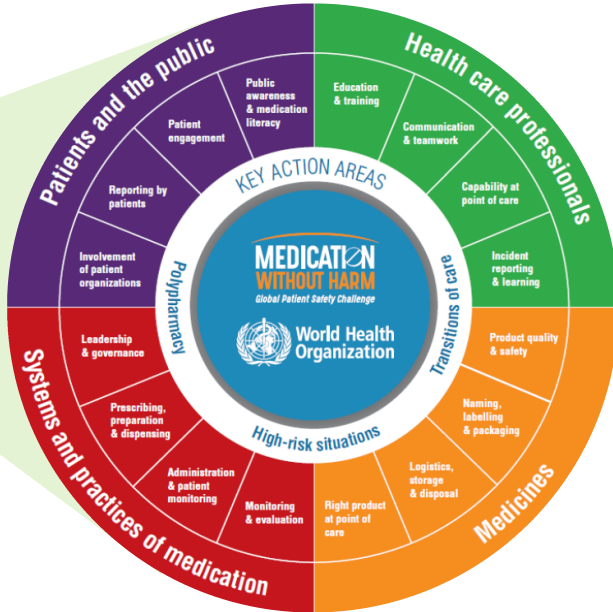 Patients and the public
Public
awareness
& medication
literacy
Patient
engagement
Reporting by
patients
Involvement
of patient
organizations
Health care professionals
Education
& training
Communication
& teamwork
Capability at
point of care
Incident
reporting
& learning
KEY ACTION AREAS
Polypharmacy
Transitions of care
High-risk situations
MEDICATION
WITHOUT HARM
Global Patient Safety Challenge
World Health
Organization
Systems and practices of medication
Leadership
& governance
Prescribing,
preparation
& dispensing
Administration
& patient
monitoring
Monitoring
& evaluation
Medicines
Product quality
& safety
Naming,
labelling
& packaging
Logistics,
storage
& disposal
Right product
at point of
care